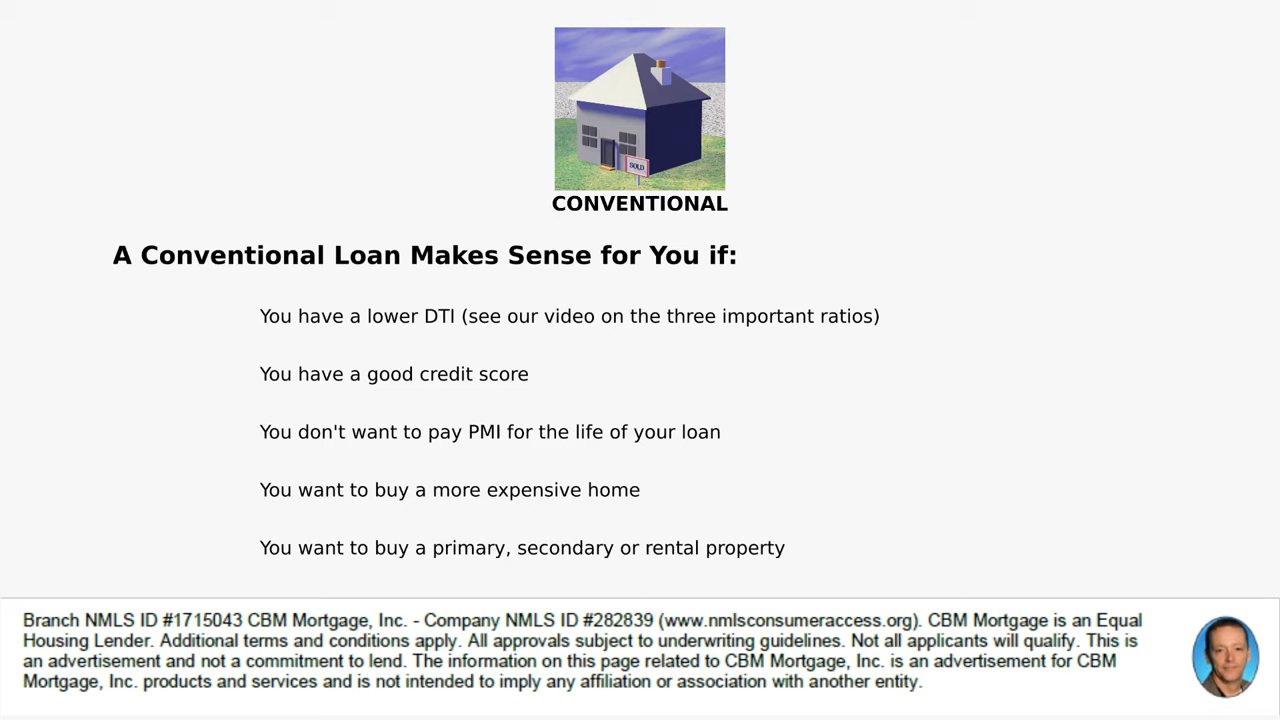 SOLD
CONVENTIONAL
A Conventional Loan Makes Sense for You if:
You have a lower DTI (see our video on the three important ratios)
You have a good credit score
You don't want to pay PMI for the life of your loan
You want to buy a more expensive home
You want to buy a primary, secondary or rental property
Branch NMLS ID #1715043 CBM Mortgage, Inc. - Company NMLS ID #282839 (www.nmlsconsumeraccess.org). CBM Mortgage is an Equal
Housing Lender. Additional terms and conditions apply. All approvals subject to underwriting guidelines. Not all applicants will qualify. This is
an advertisement and not a commitment to lend. The information on this page related to CBM Mortgage, Inc. is an advertisement for CBM
Mortgage, Inc. products and services and is not intended to imply any affiliation or association with another entity.